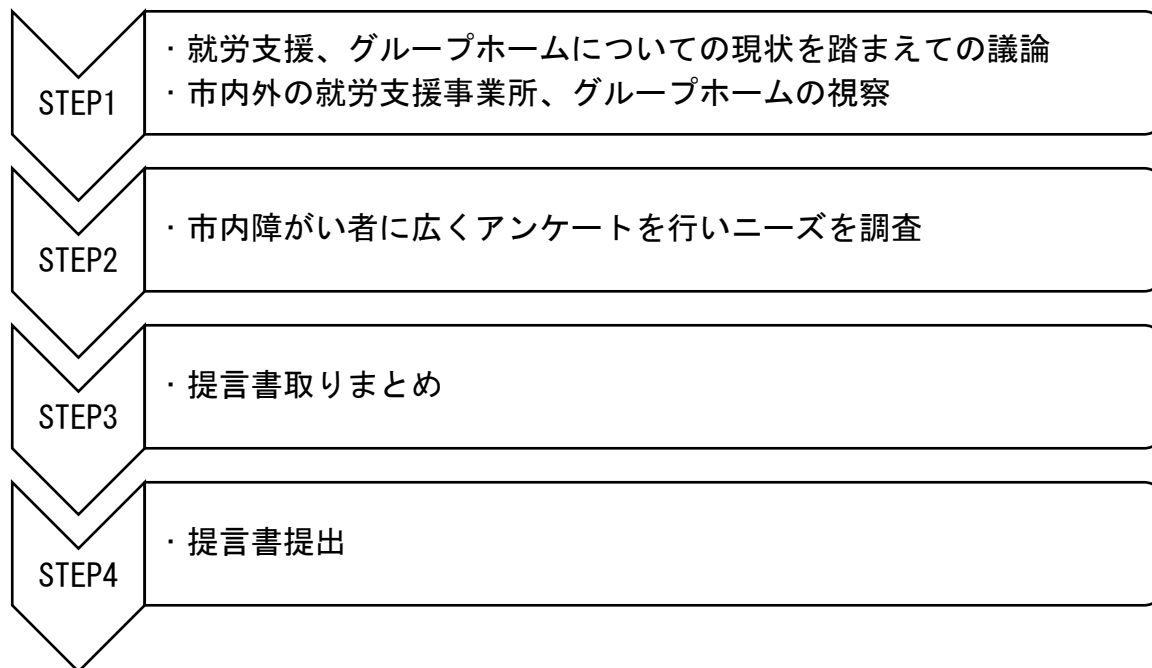 STEP1
・就労支援、グループホームについての現状を踏まえての議論
・市内外の就労支援事業所、グループホームの視察
STEP2
・市内障がい者に広くアンケートを行いニーズを調査
STEP3
・提言書取りまとめ
STEP4
・提言書提出